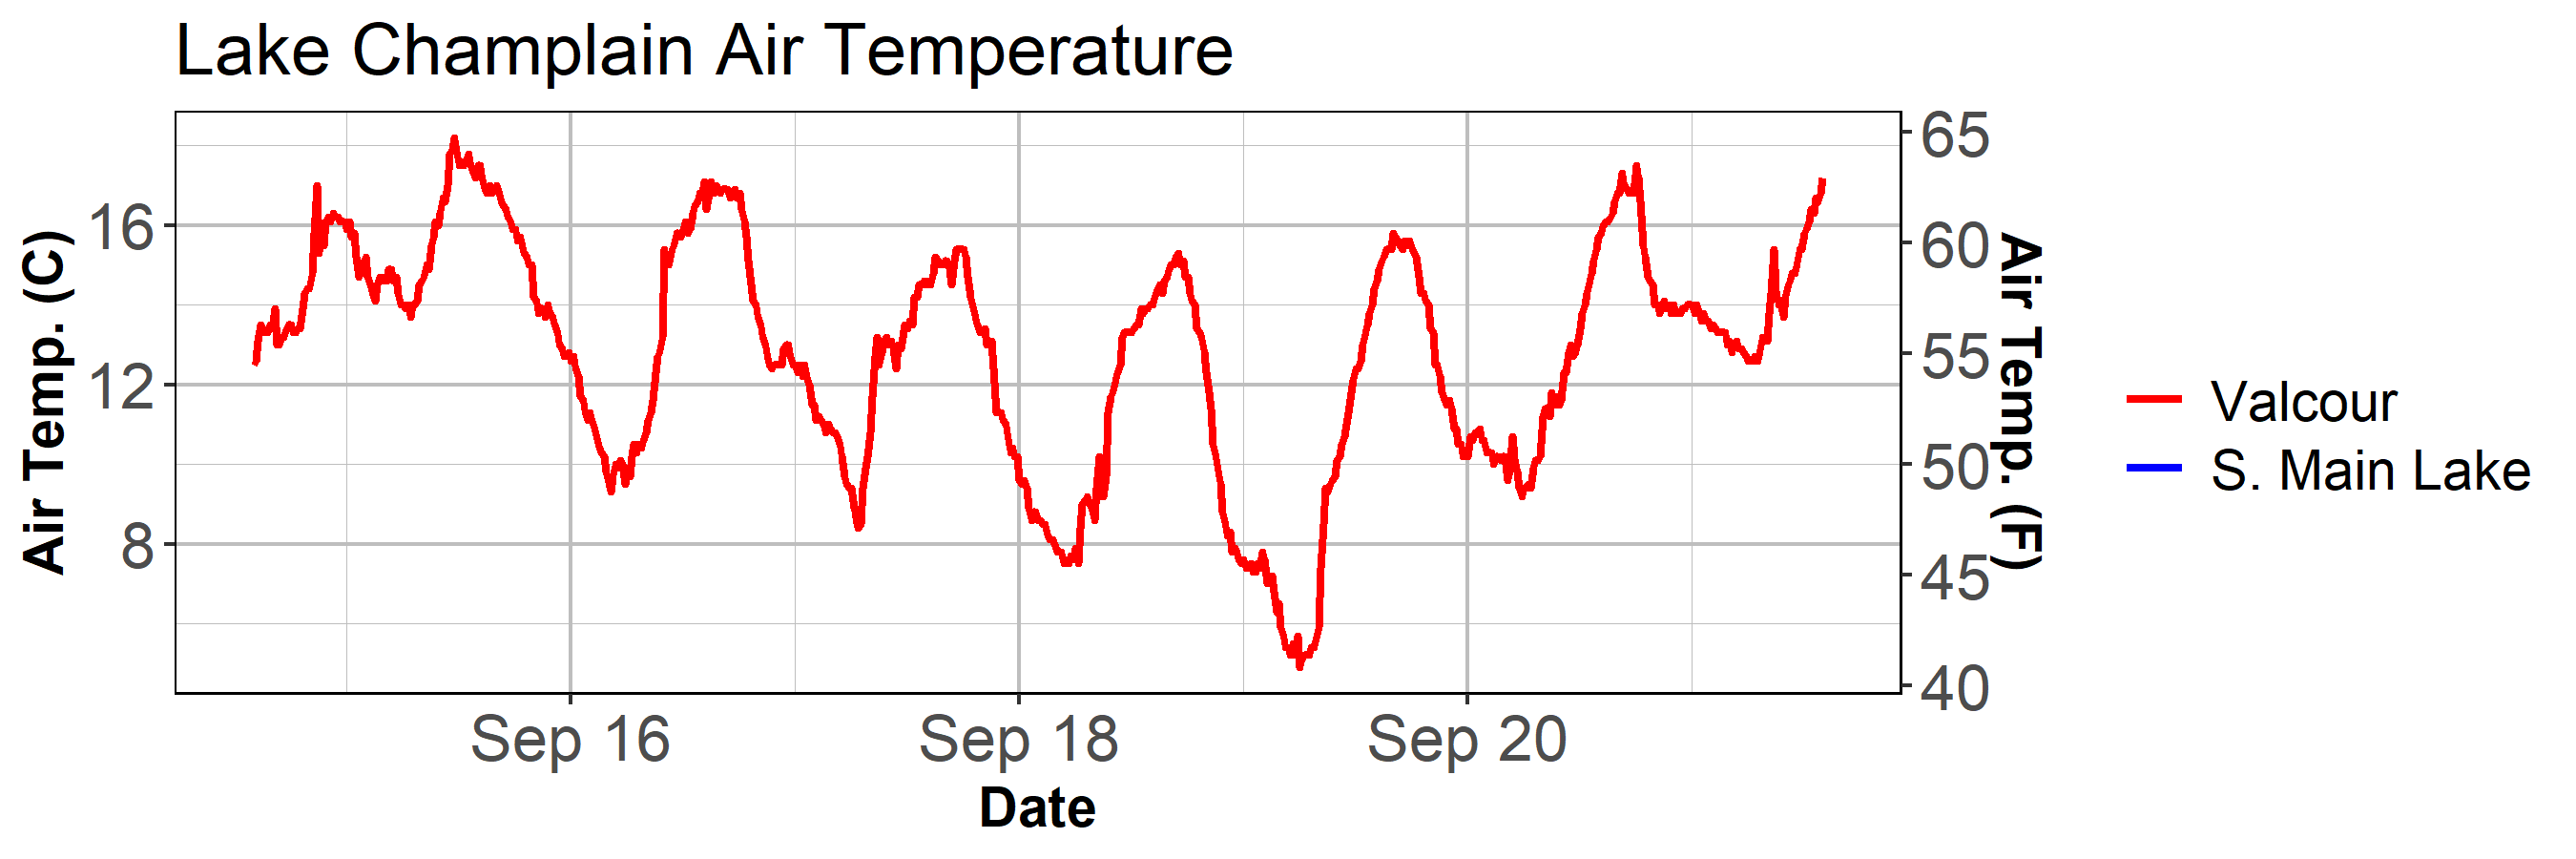 Lake Champlain Air Temperature
Air Temp. (C)
16
12
8
65
60
55
50
45
40
Air Temp. (F)
Sep 16
Sep 18
Sep 20
Date
Valcour
S. Main Lake